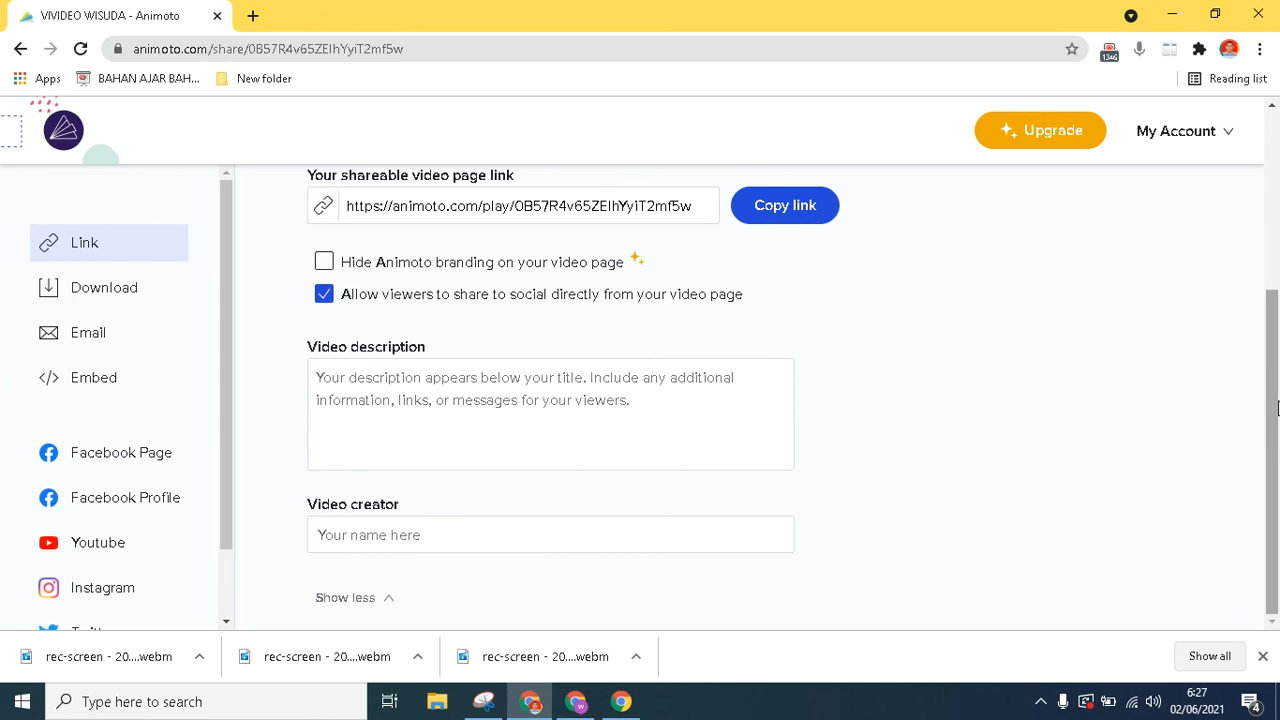 VIVIDEO WISUDA - Animoto
animoto.com/share/0B57R4v65ZEIhYyiT2mf5w
1346
Apps
BAHAN AJAR BAH...
New folder
Reading list
Upgrade
My Account
Your shareable video page link
https://animoto.com/play/0B57R4v65ZEIhYyiT2mf5w
Copy link
Link
Hide Animoto branding on your video page
Download
Allow viewers to share to social directly from your video page
Email
Video description
Embed
Your description appears below your title. Include any additional
information, links, or messages for your viewers.
Facebook Page
Facebook Profile
Video creator
Youtube
Your name here
Instagram
Show less
rec-screen - 20....webm
rec-screen - 20....webm
rec-screen - 20....webm
Show all
Type here to search
6:27
02/06/2021
4